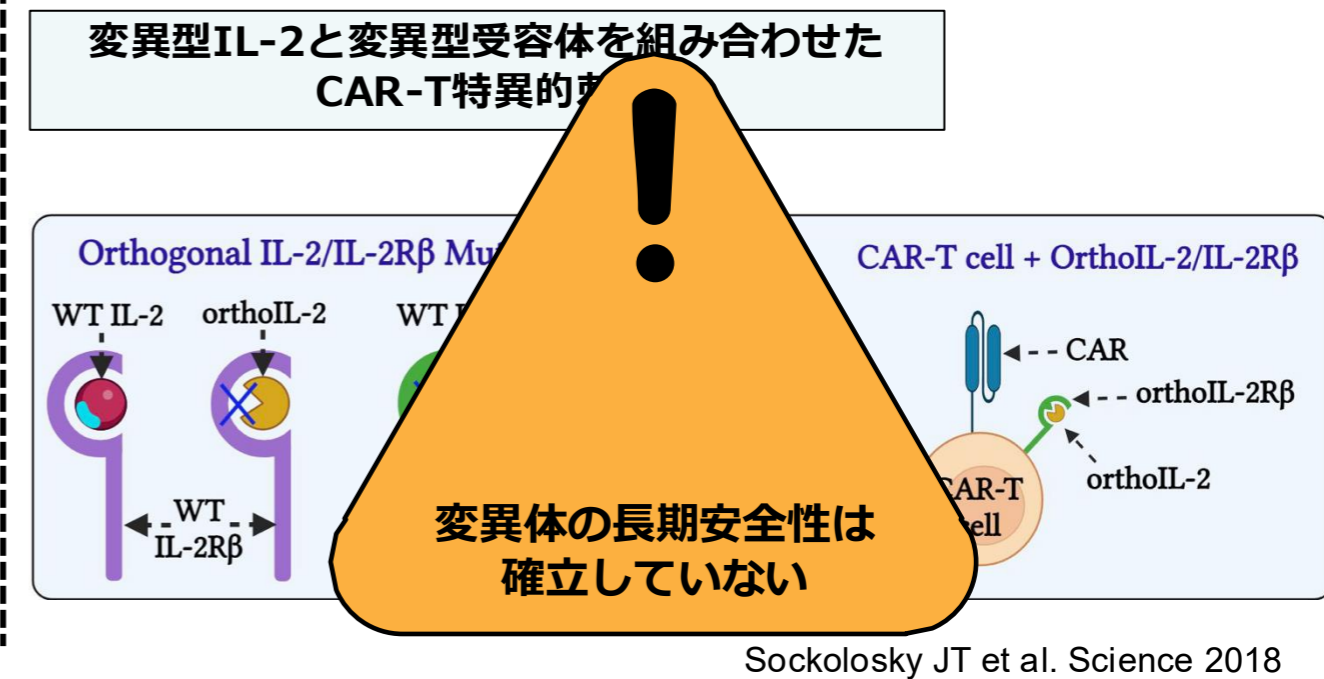 変異型IL-2と変異型受容体を組み合わせた
CAR-T特異的
!
Orthogonal IL-2/IL-2Rβ
CAR-T cell + OrthoIL-2/IL-2Rβ
WT IL-2
orthoIL-2
WT
CAR
orthoIL-2Rβ
orthoIL-2
WT
IL-2Rβ
CAR-T
cell
変異体の長期安全性は
確立していない
Sockolosky JT et al. Science 2018